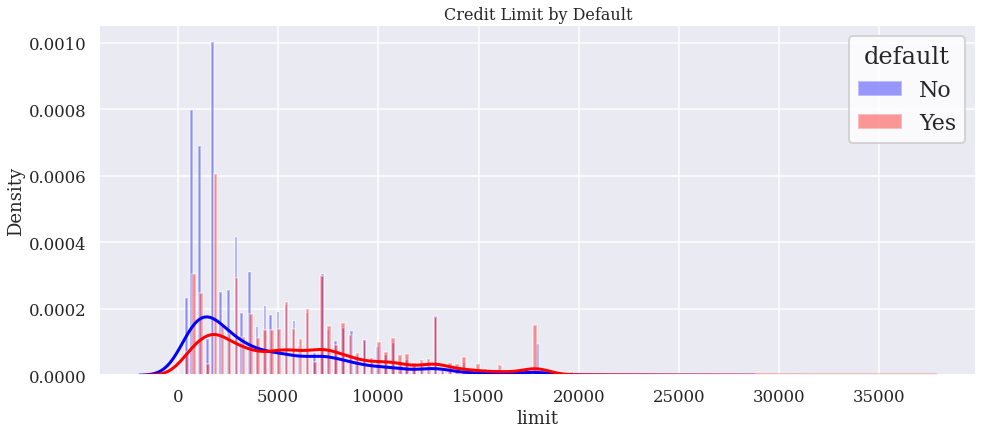 Credit Limit by Default
0.0010
0.0008
0.0006
0.0004
0.0002
0.0000
Density
default
No
Yes
0 5000 10000 15000 20000 25000 30000 35000
limit